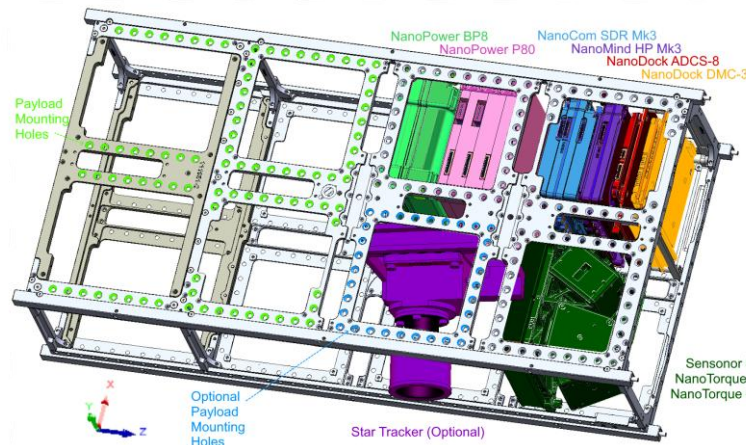 NanoPower BP8
NanoPower P80
NanoCom SDR Mk3
NanoMind HP Mk3
NanoDock ADCS-8
NanoDock DMC-3
Payload
Mounting
Holes
Optional
Payload
Mounting
Holes
Star Tracker (Optional)
Sensonor
NanoTorque
NanoTorque
X
Y
Z